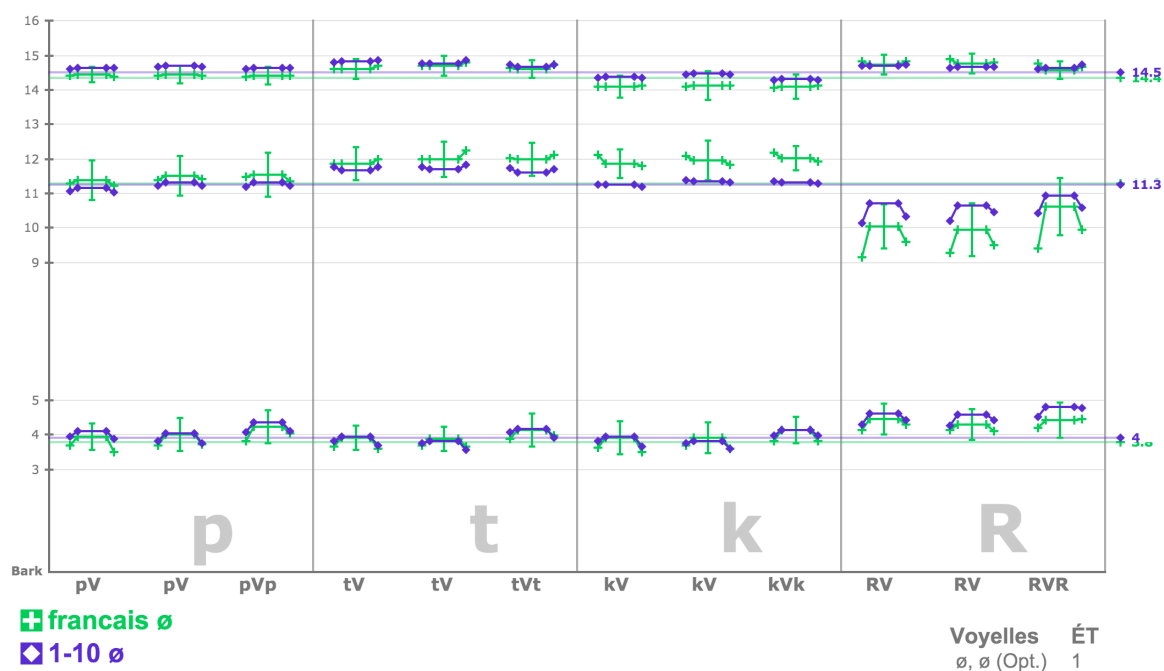 16
15
14
13
12
11
10
9
5
4
3
Bark
14.5
14.4
11.3
4
3.8
p t k R
pV pV pVp tV tV tVt kV kV kVk RV RV RVR
francais ø
1-10 ø
Voyelles ÉT
ø, ø (Opt.) 1